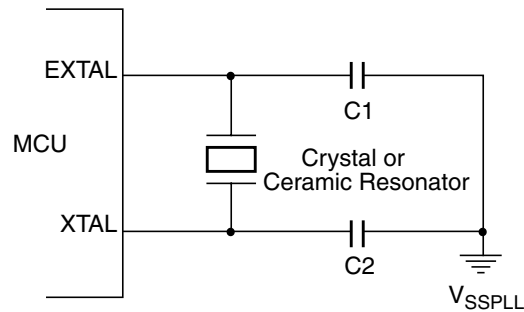 EXTAL
C1
MCU
Crystal or
Ceramic Resonator
XTAL
C2
VSSPLL